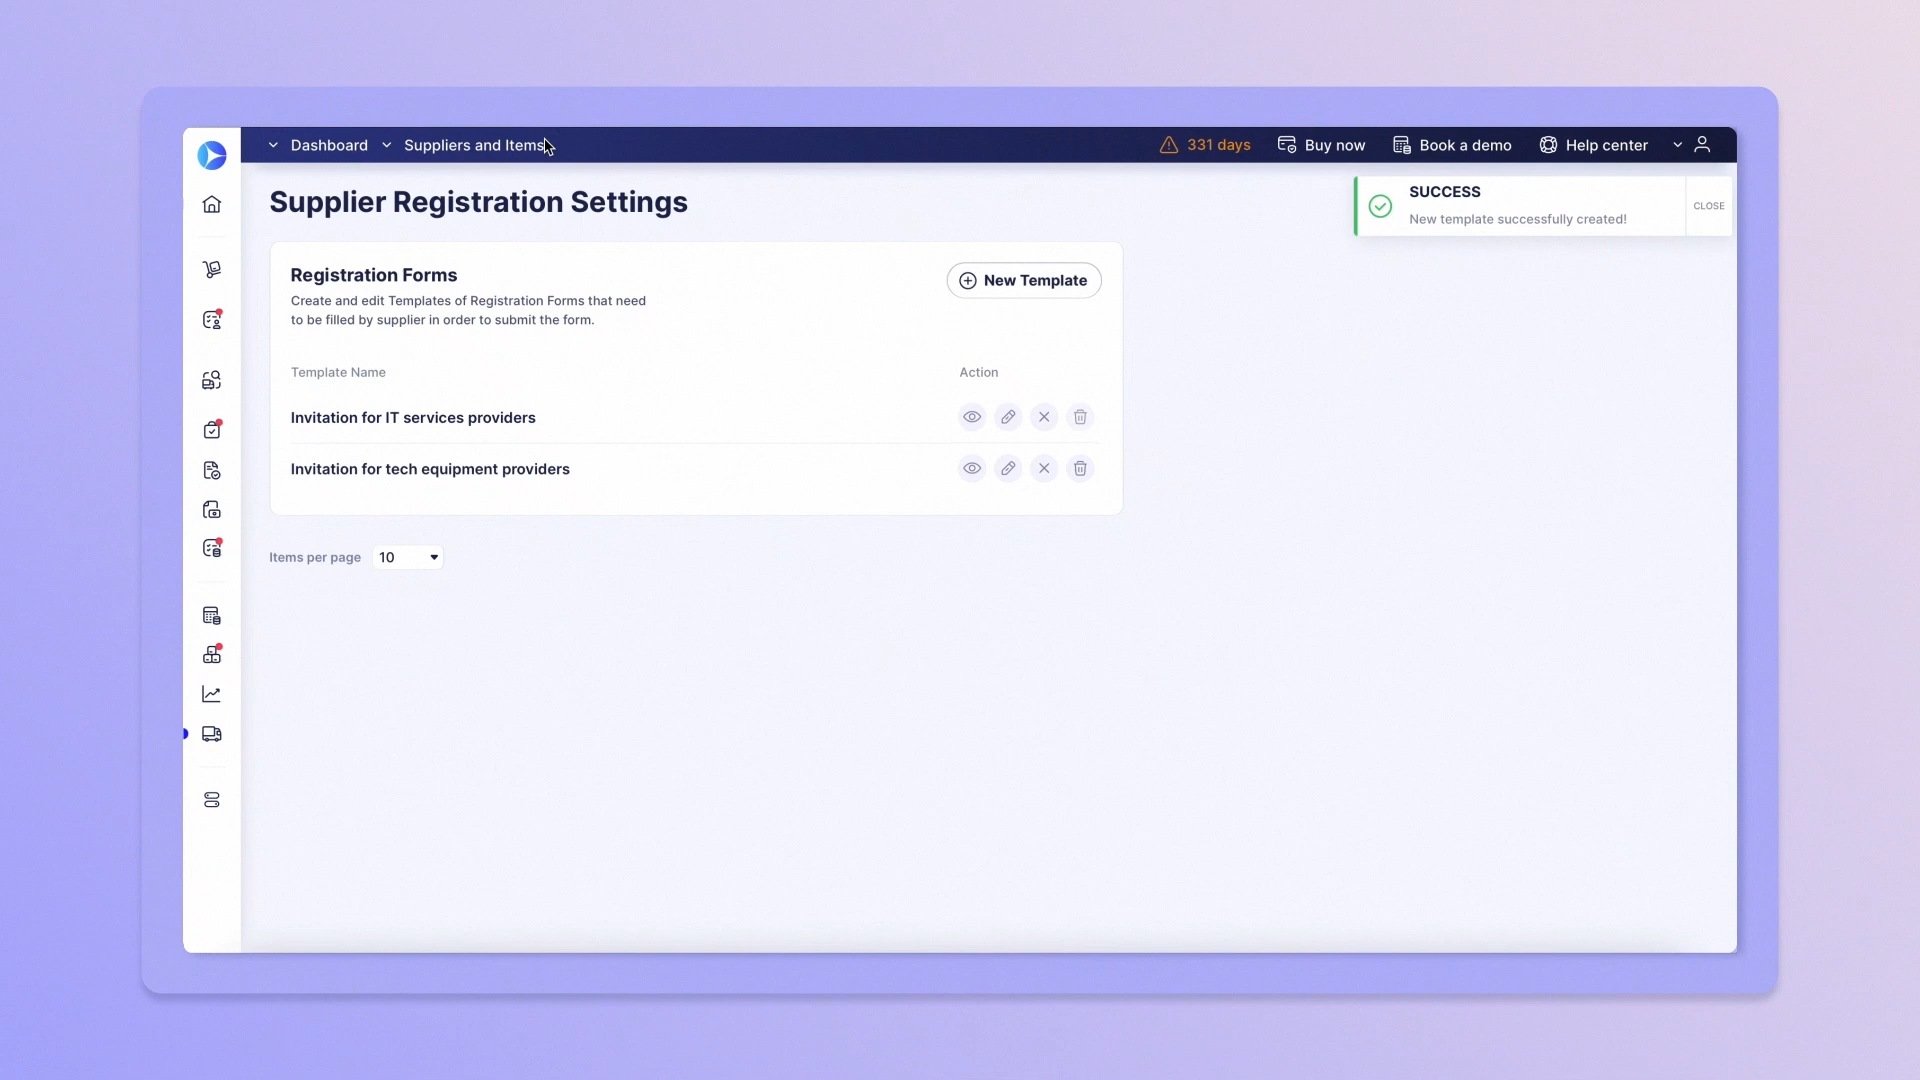 Dashboard
Suppliers and Items
331 days
Buy now
Book a demo
Help center
Supplier Registration Settings
SUCCESS
New template successfully created!
CLOSE
Registration Forms
Create and edit Templates of Registration Forms that need
to be filled by supplier in order to submit the form.
New Template
Template Name
Action
Invitation for IT services providers
Invitation for tech equipment providers
Items per page
10